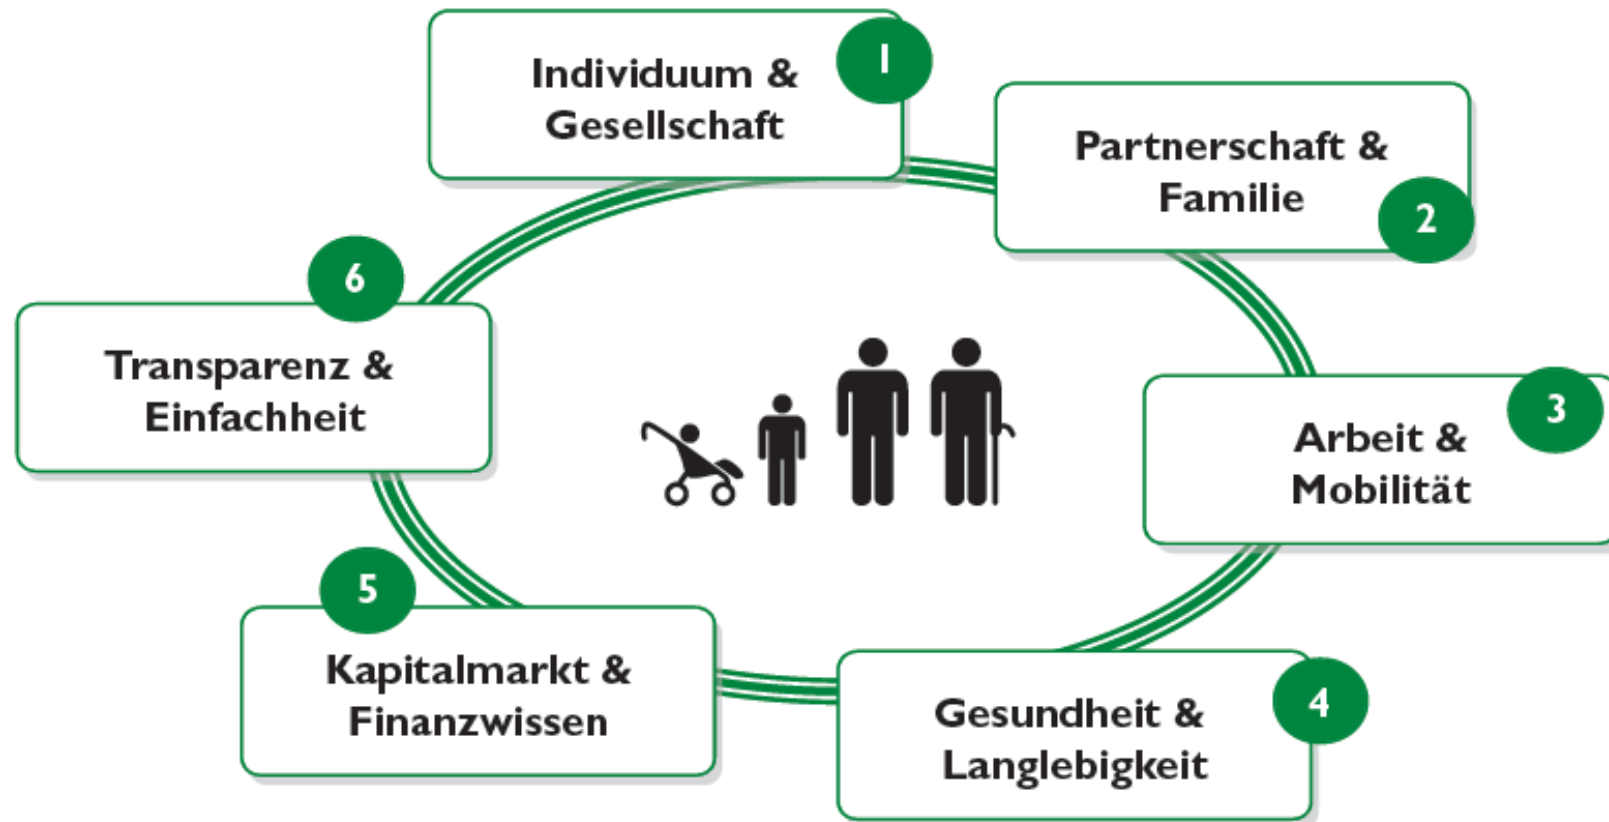 1
Individuum &
Gesellschaft
2
Partnerschaft &
Familie
3
Arbeit &
Mobilität
4
Gesundheit &
Langlebigkeit
5
Kapitalmarkt &
Finanzwissen
6
Transparenz &
Einfachheit